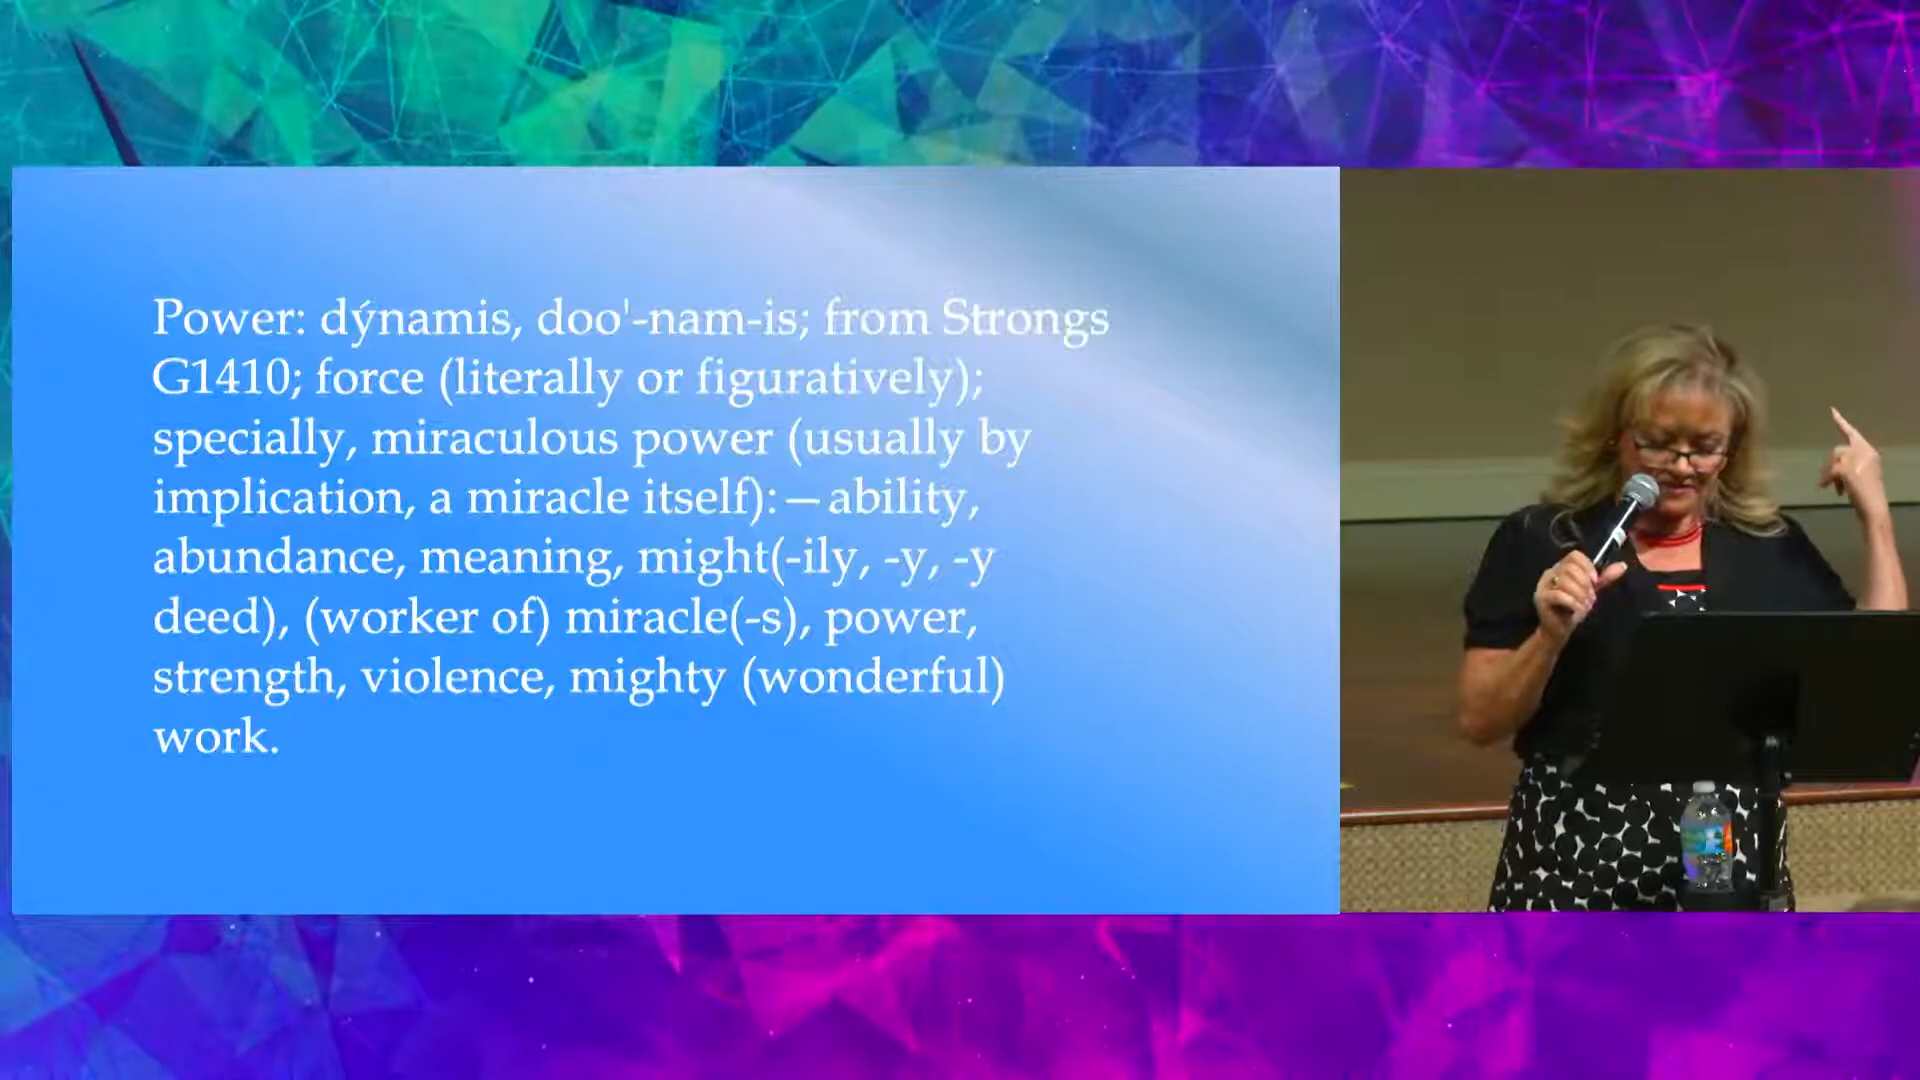 Power: dýnamis, doo'-nam-is; from Strongs
G1410; force (literally or figuratively);
specially, miraculous power (usually by
implication, a miracle itself):—ability,
abundance, meaning, might(-ily, -y, -y
deed), (worker of) miracle(-s), power,
strength, violence, mighty (wonderful)
work.